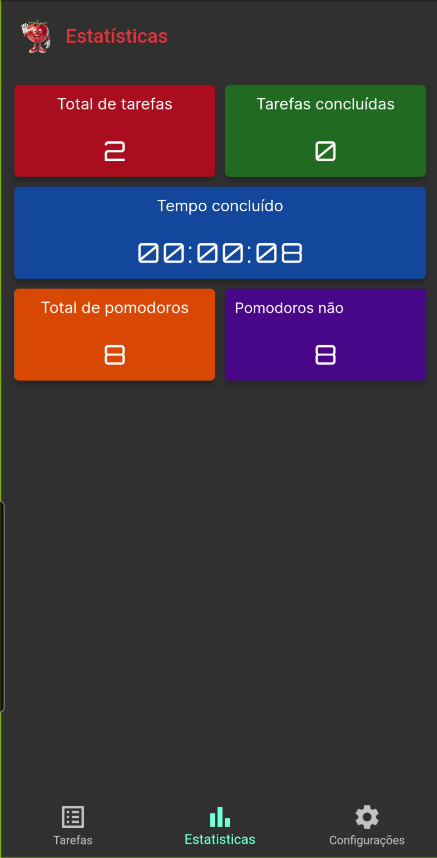 Estatísticas
Total de tarefas
Tarefas concluídas
2
0
Tempo concluído
00:00:08
Total de pomodoros
Pomodoros não
8
8
Tarefas
Estatisticas
Configurações